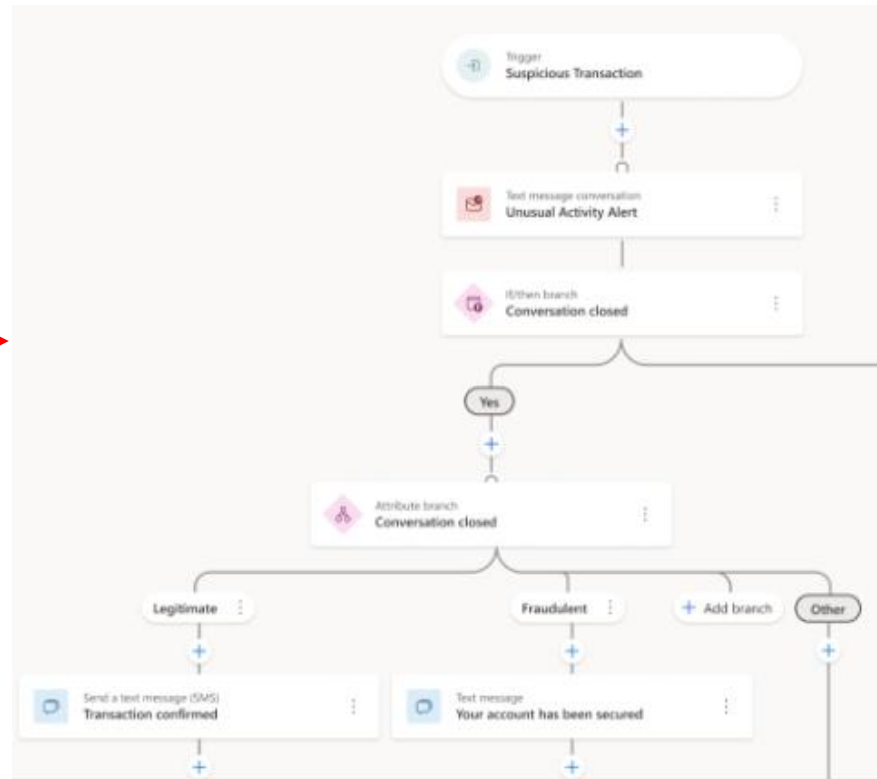 Trigger
Suspicious Transaction
Text message conversation
Unusual Activity Alert
If/then branch
Conversation closed
Yes
Attribute branch
Conversation closed
Legitimate
Fraudulent
+ Add branch
Other
Send a text message (SMS)
Transaction confirmed
Text message
Your account has been secured